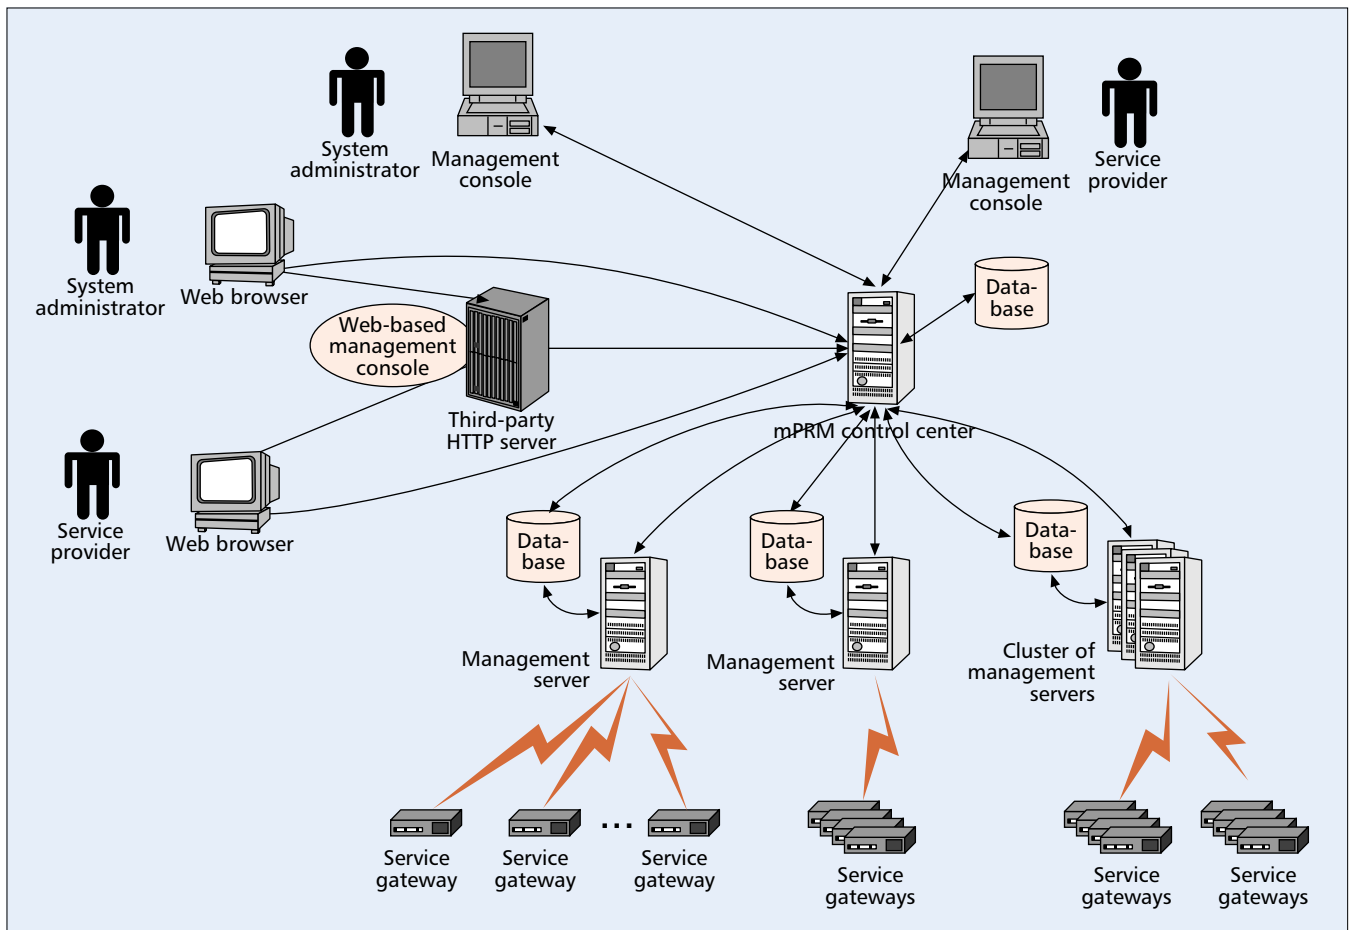 System
administrator
Management
console
Management
console
Service
provider
System
administrator
Web browser
Web-based
management
console
Third-party
HTTP server
Data-
base
mPRM control center
Service
provider
Web browser
Data-
base
Management
server
Data-
base
Management
server
Data-
base
Cluster of
management
servers
...
Service
gateway
Service
gateway
Service
gateway
Service
gateways
Service
gateways
Service
gateways